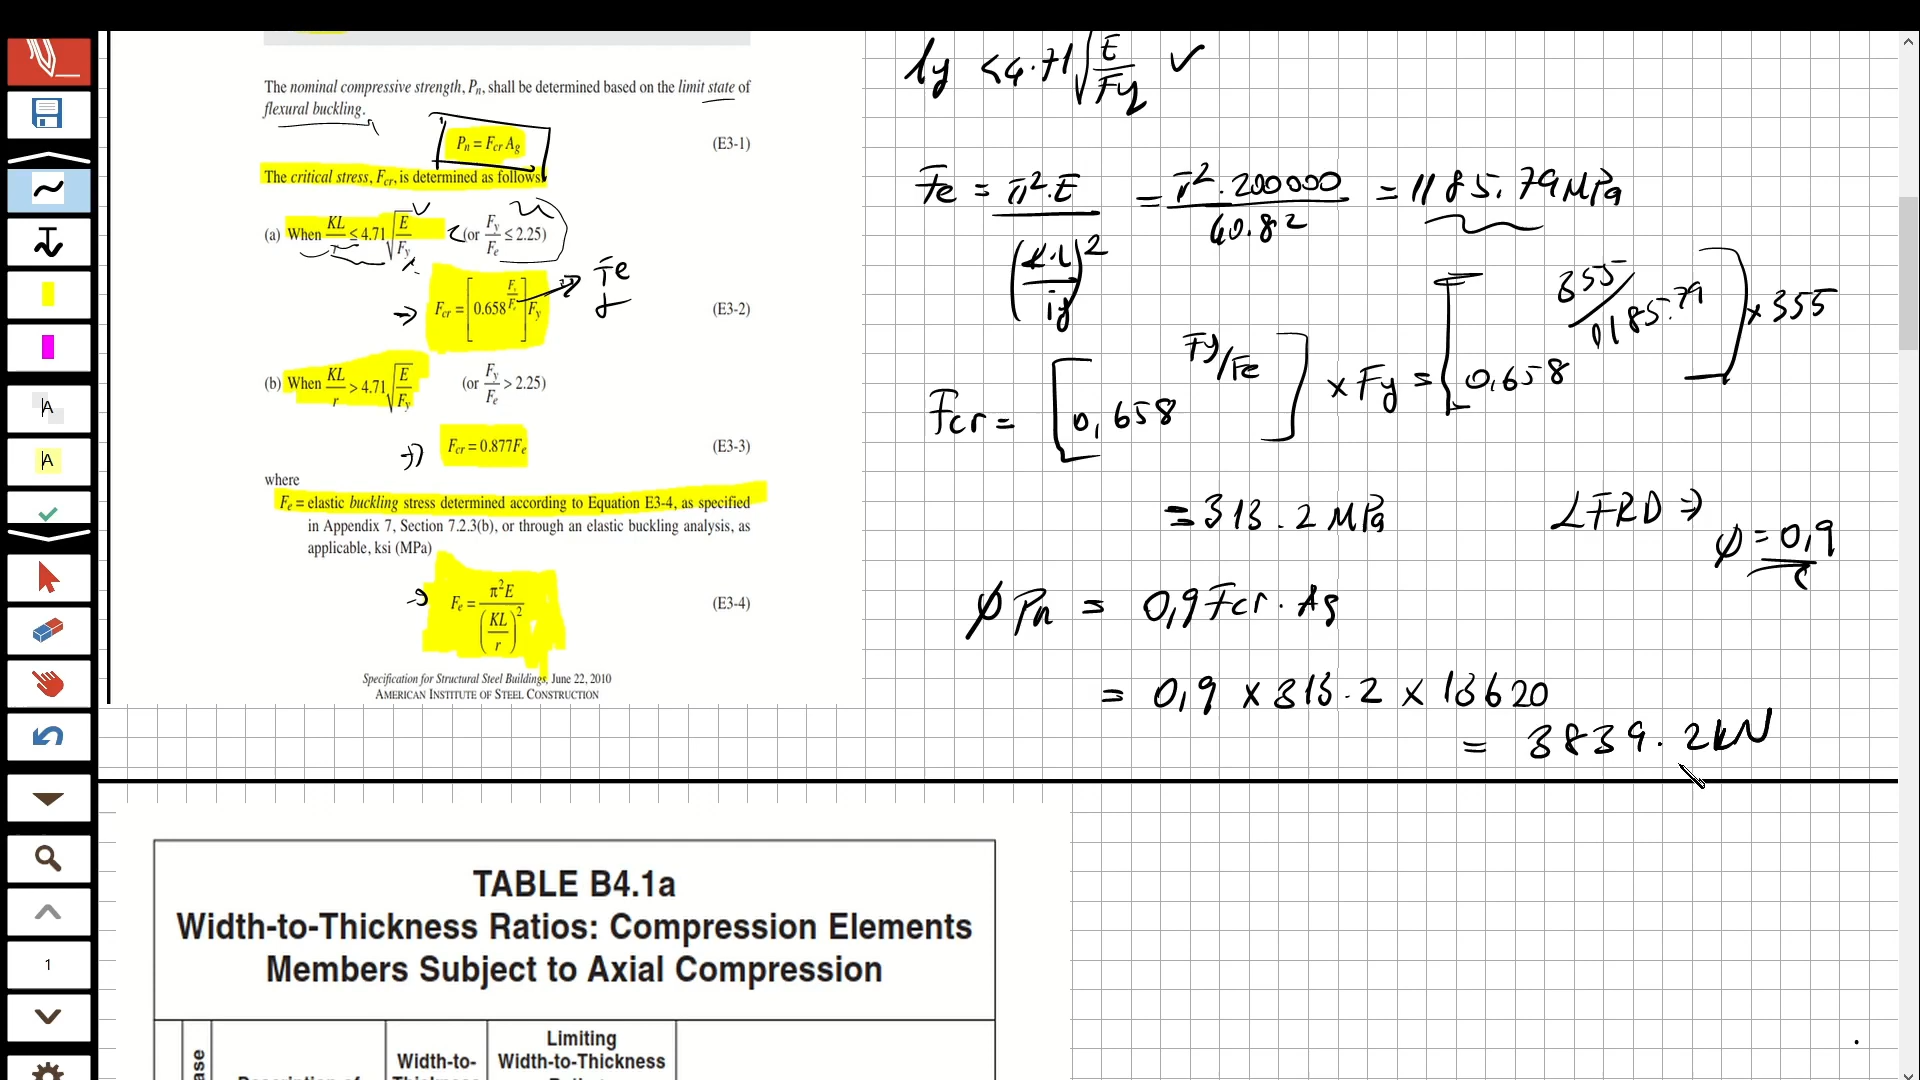 The nominal compressive strength, Pn, shall be determined based on the limit state of
flexural buckling.
Pn = Fcr Ag (E3-1)
The critical stress, Fcr, is determined as follows:
(a) When KL/r ≤ 4.71√(E/Fy) (or Fy/Fe ≤ 2.25)
Fcr = [0.658^(Fy/Fe)] Fy (E3-2)
Fe
(b) When KL/r > 4.71√(E/Fy) (or Fy/Fe > 2.25)
Fcr = 0.877Fe (E3-3)
where
Fe = elastic buckling stress determined according to Equation E3-4, as specified
in Appendix 7, Section 7.2.3(b), or through an elastic buckling analysis, as
applicable, ksi (MPa)
Fe = π²E/(KL/r)² (E3-4)
Specification for Structural Steel Buildings, June 22, 2010
AMERICAN INSTITUTE OF STEEL CONSTRUCTION
λy < 4.71√(E/Fy) ✓
Fe = π².E/(k.L/iy)² = π².200000/40.8² = 1185.79 MPa
Fcr = [0,658^(Fy/Fe)] × Fy = [0,658^(355/1185.79)] × 355
= 313.2 MPa LFRD ⇒
ϕ = 0,9
ϕ Pn = 0,9 Fcr . Ag
= 0,9 × 313.2 × 13620
= 3839.2 kN
TABLE B4.1a
Width-to-Thickness Ratios: Compression Elements
Members Subject to Axial Compression
Limiting
Width-to- Width-to-Thickness
A
A
1